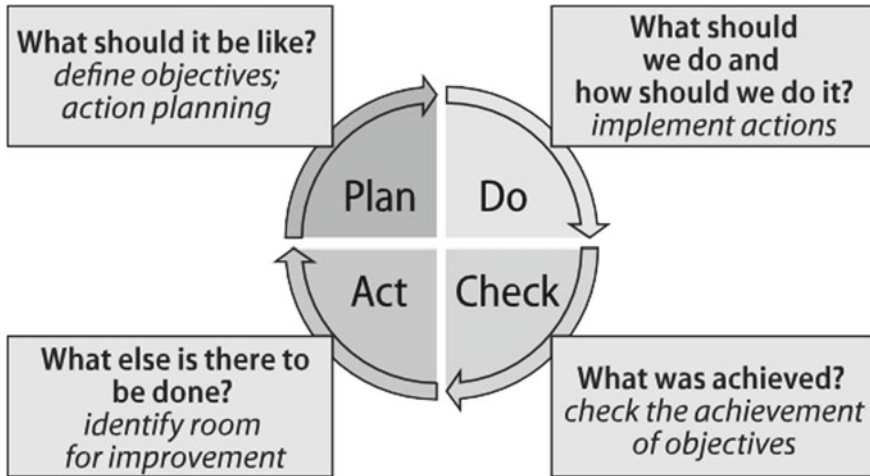 What should it be like?
define objectives;
action planning
What should
we do and
how should we do it?
implement actions
Plan
Do
Act
Check
What else is there to
be done?
identify room
for improvement
What was achieved?
check the achievement
of objectives